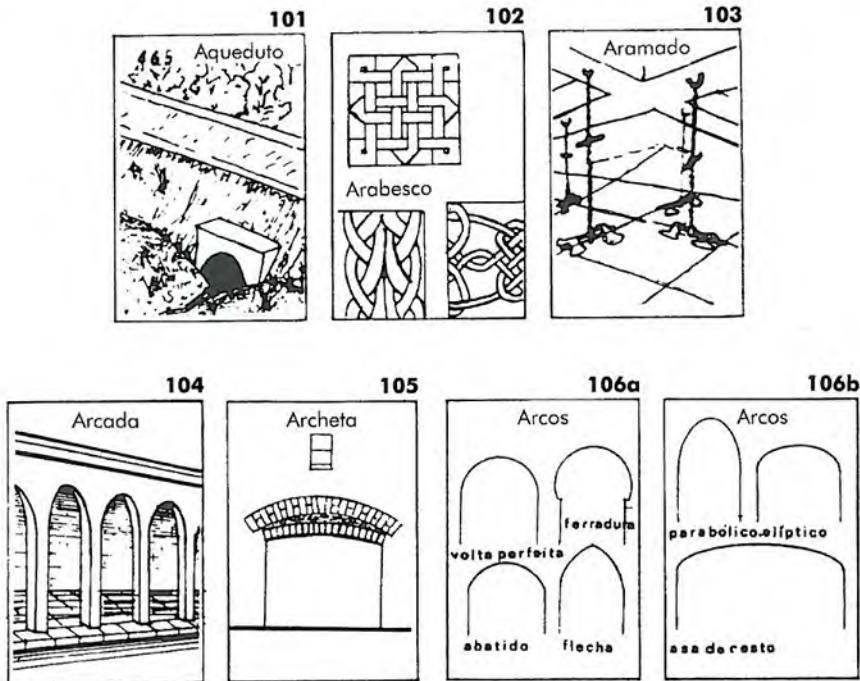 101
102
103
465
Aqueduto
Arabesco
Aramado
104
105
106a
106b
Arcada
Archeta
Arcos
volta perfeita
ferradura
abatido
flecha
Arcos
parabólico.elíptico
asa de cesto